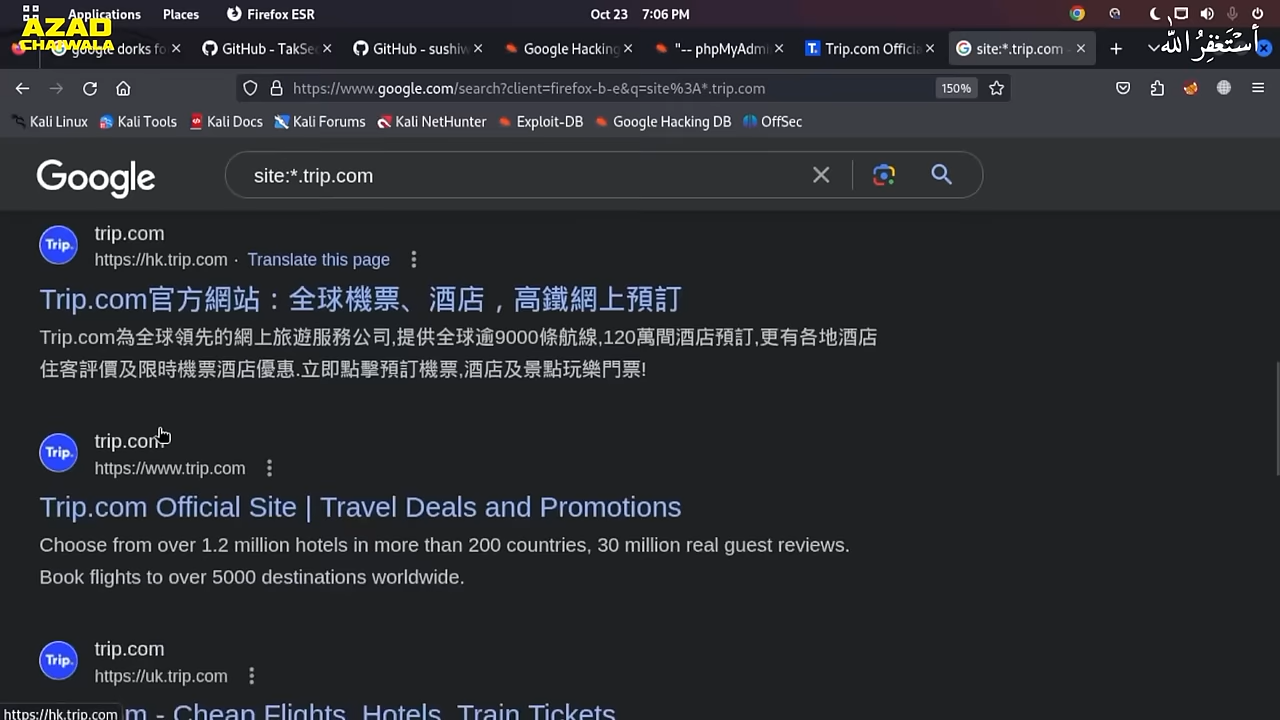 Applications Places Firefox ESR Oct 23 7:06 PM
AZAD
CHAIWALA
google dorks fo GitHub - TakSec GitHub - sushiw Google Hacking "-- phpMyAdmi Trip.com Officia site:*.trip.com
أستغفر الله
https://www.google.com/search?client=firefox-b-e&q=site%3A*.trip.com 150%
Kali Linux Kali Tools Kali Docs Kali Forums Kali NetHunter Exploit-DB Google Hacking DB OffSec
Google site:*.trip.com
Trip. trip.com
https://hk.trip.com · Translate this page
Trip.com官方網站：全球機票、酒店，高鐵網上預訂
Trip.com為全球領先的網上旅遊服務公司,提供全球逾9000條航線,120萬間酒店預訂,更有各地酒店
住客評價及限時機票酒店優惠.立即點擊預訂機票,酒店及景點玩樂門票!
Trip. trip.com
https://www.trip.com
Trip.com Official Site | Travel Deals and Promotions
Choose from over 1.2 million hotels in more than 200 countries, 30 million real guest reviews.
Book flights to over 5000 destinations worldwide.
Trip. trip.com
https://uk.trip.com
m - Cheap Flights, Hotels, Train Tickets
https://hk.trip.com